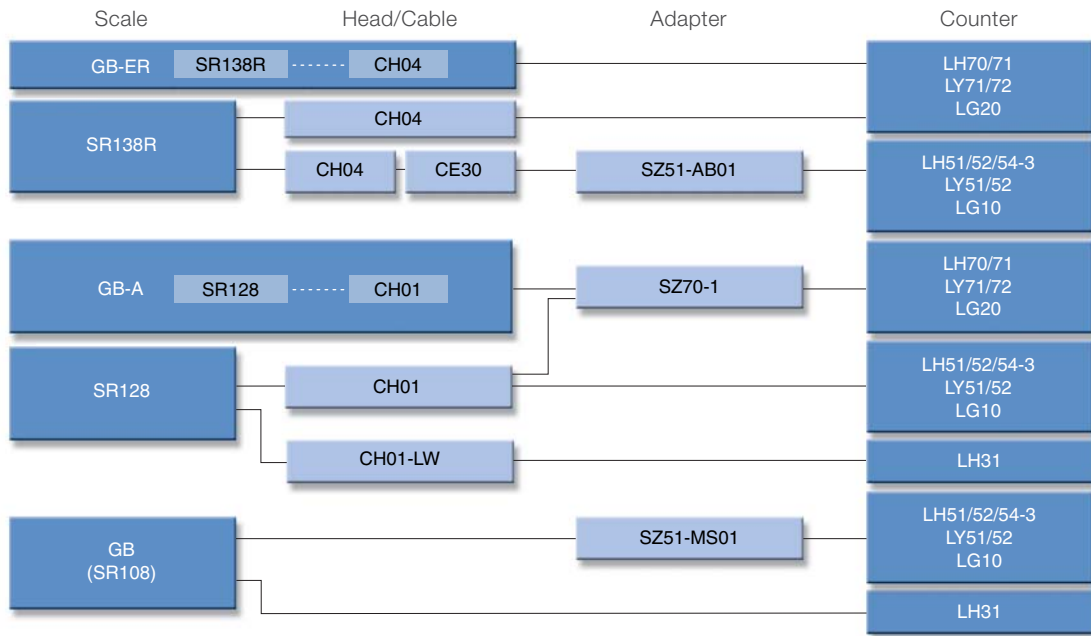 Scale Head/Cable Adapter Counter
GB-ER SR138R CH04
LH70/71
LY71/72
LG20
SR138R
CH04
CH04 CE30 SZ51-AB01
LH51/52/54-3
LY51/52
LG10
GB-A SR128 CH01 SZ70-1
LH70/71
LY71/72
LG20
SR128
CH01
LH51/52/54-3
LY51/52
LG10
CH01-LW LH31
GB
(SR108)
SZ51-MS01
LH51/52/54-3
LY51/52
LG10
LH31